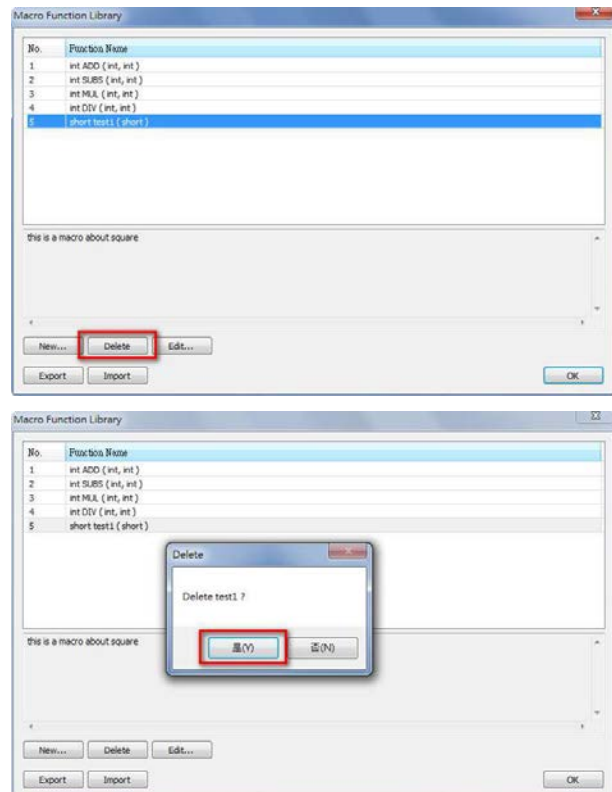 Macro Function Library
No. Function Name
1 int ADD ( int, int )
2 int SUBS ( int, int )
3 int MUL ( int, int )
4 int DIV ( int, int )
5 short test1 ( short )
this is a macro about square
New... Delete Edit...
Export Import OK
Macro Function Library
No. Function Name
1 int ADD ( int, int )
2 int SUBS ( int, int )
3 int MUL ( int, int )
4 int DIV ( int, int )
5 short test1 ( short )
Delete
Delete test1 ?
是(Y) 否(N)
this is a macro about square
New... Delete Edit...
Export Import OK